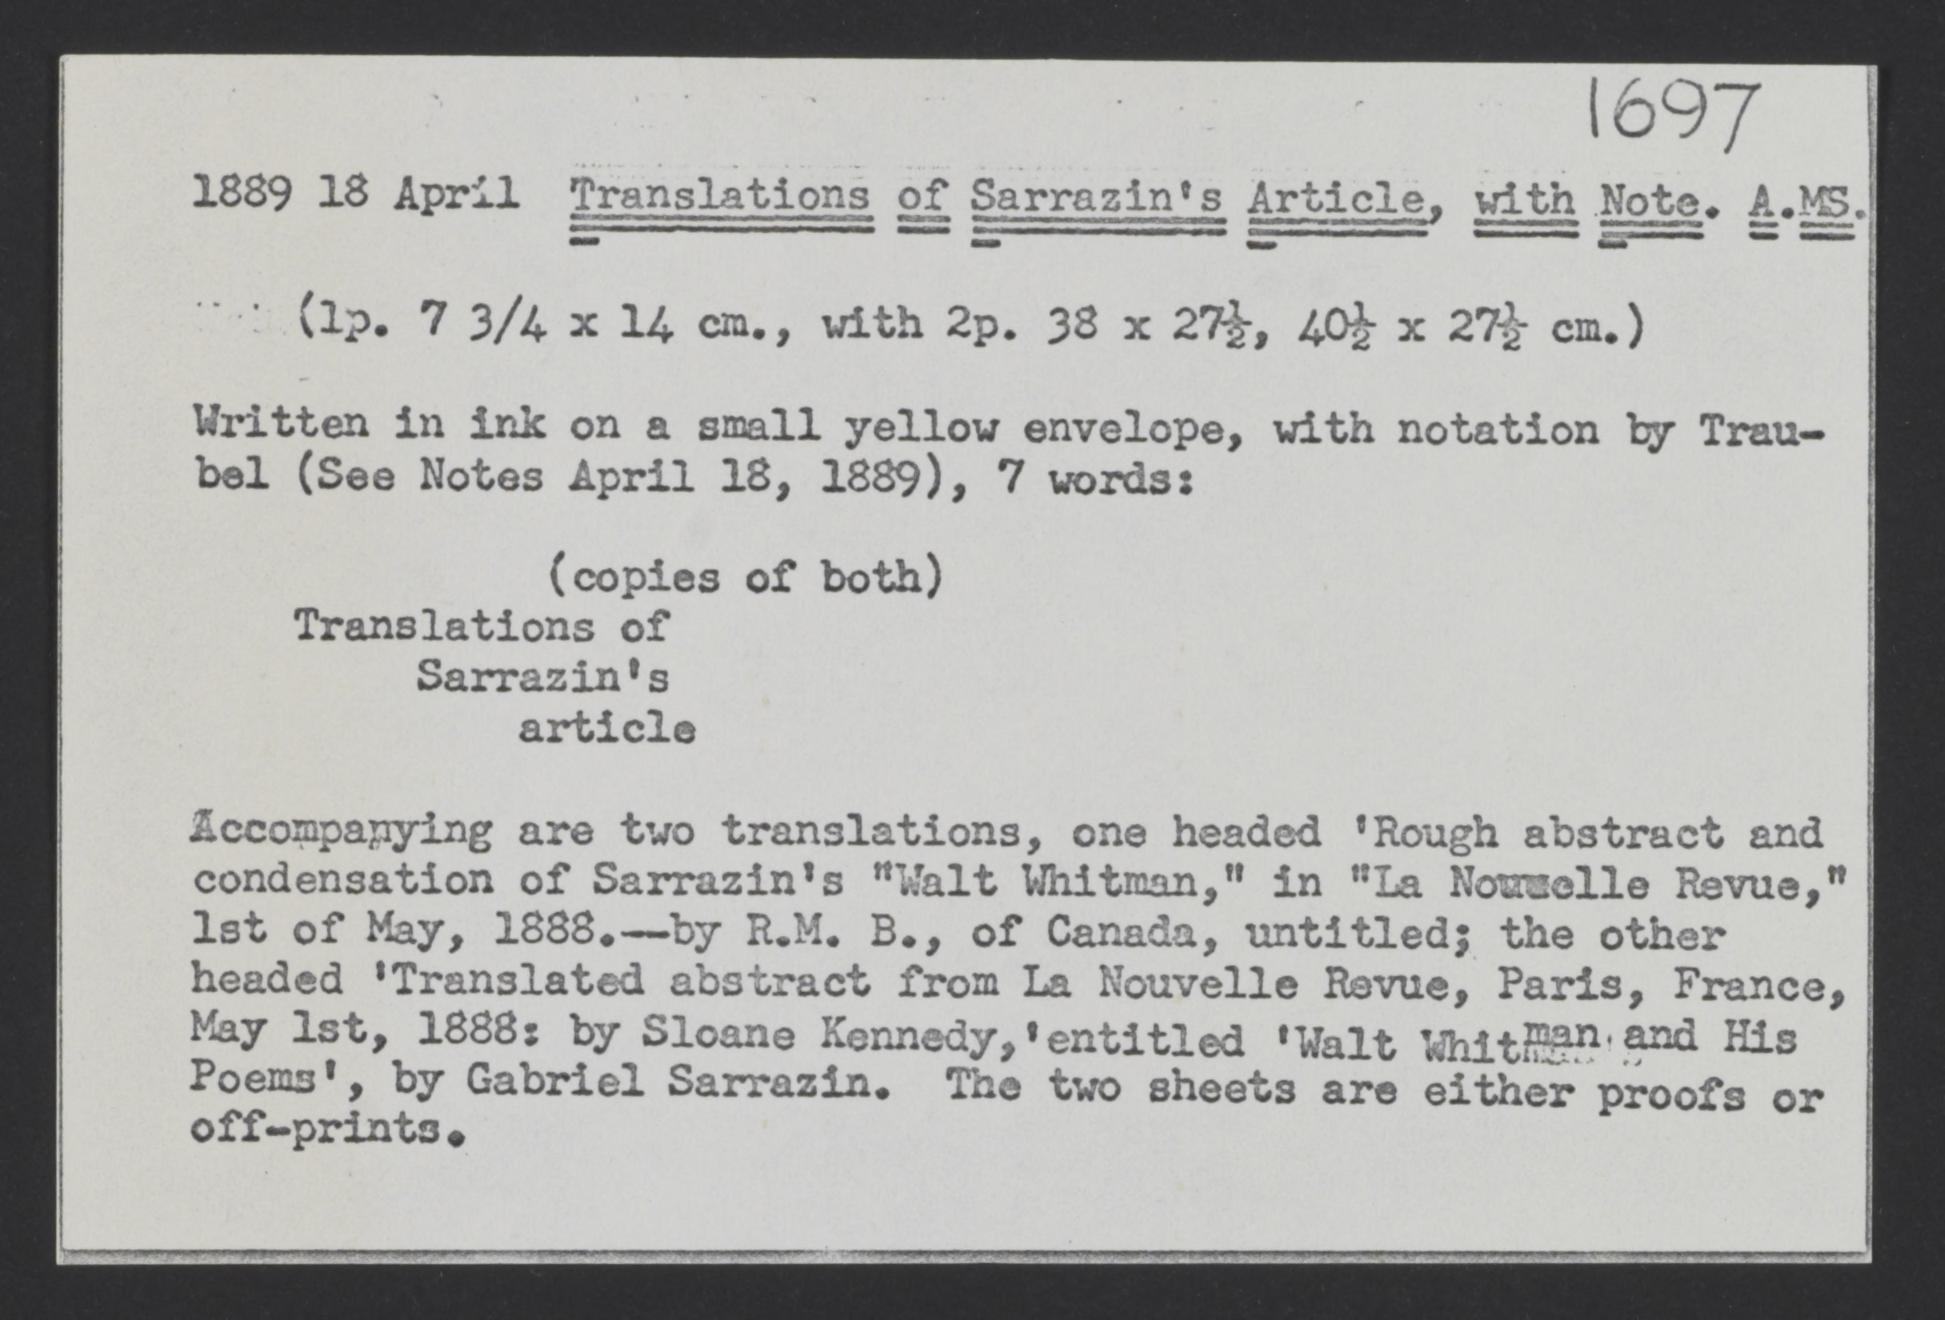 1697
1889 18 April Translations of Sarrazin's Article, with Note. A.MS.
(1p. 7 3/4 x 14 cm., with 2p. 38 x 27½, 40½ x 27½ cm.)
Written in ink on a small yellow envelope, with notation by Trau-
bel (See Notes April 18, 1889), 7 words:
(copies of both)
Translations of
Sarrazin's
article
Accompanying are two translations, one headed 'Rough abstract and
condensation of Sarrazin's "Walt Whitman," in "La Nouvelle Revue,"
1st of May, 1888.--by R.M. B., of Canada, untitled; the other
headed 'Translated abstract from La Nouvelle Revue, Paris, France,
May 1st, 1888: by Sloane Kennedy,'entitled 'Walt Whitman and His
Poems', by Gabriel Sarrazin. The two sheets are either proofs or
off-prints.